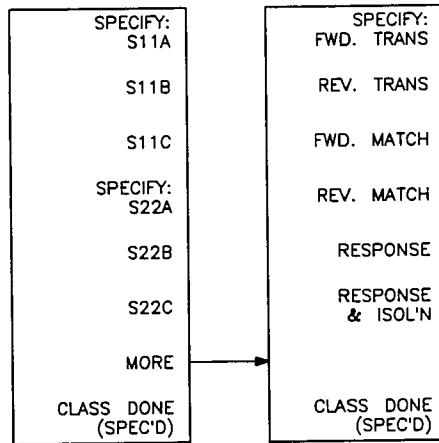 SPECIFY:
S11A
S11B
S11C
SPECIFY:
S22A
S22B
S22C
MORE
CLASS DONE
(SPEC'D)
SPECIFY:
FWD. TRANS
REV. TRANS
FWD. MATCH
REV. MATCH
RESPONSE
RESPONSE
& ISOL'N
CLASS DONE
(SPEC'D)